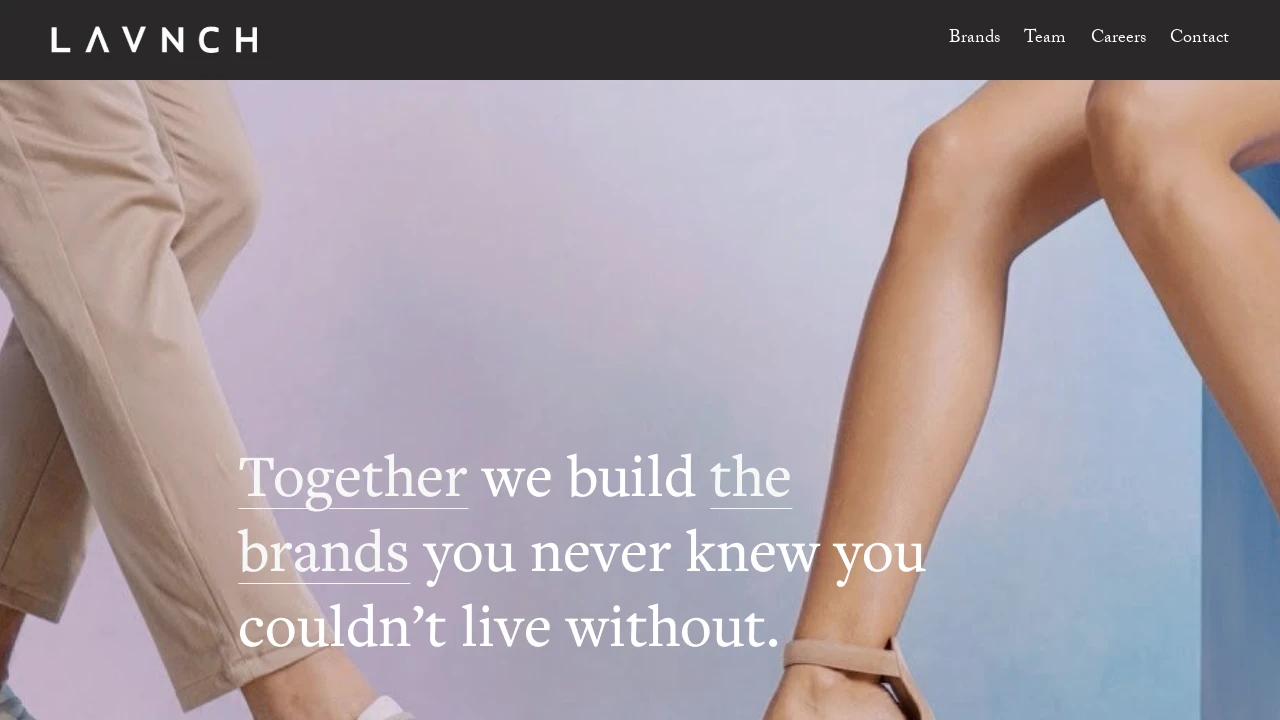 LAVNCH
Brands Team Careers Contact
Together we build the
brands you never knew you
couldn’t live without.